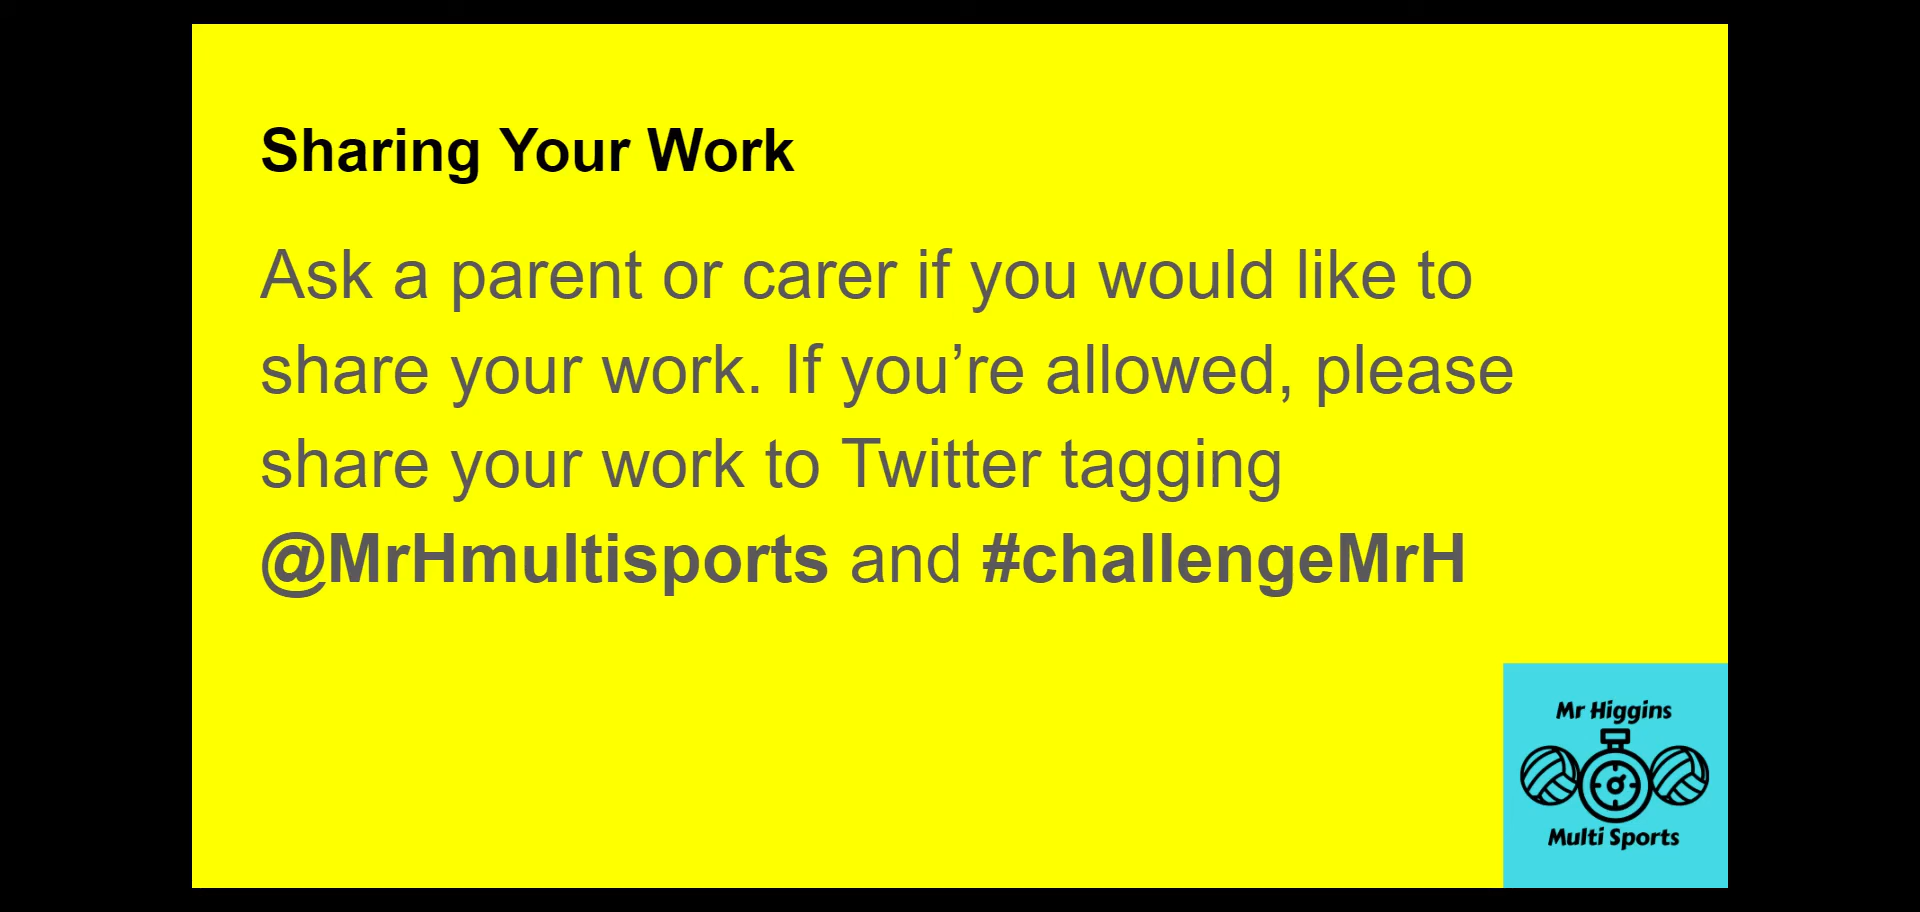 Sharing Your Work
Ask a parent or carer if you would like to
share your work. If you’re allowed, please
share your work to Twitter tagging
@MrHmultisports and #challengeMrH
Mr Higgins
Multi Sports